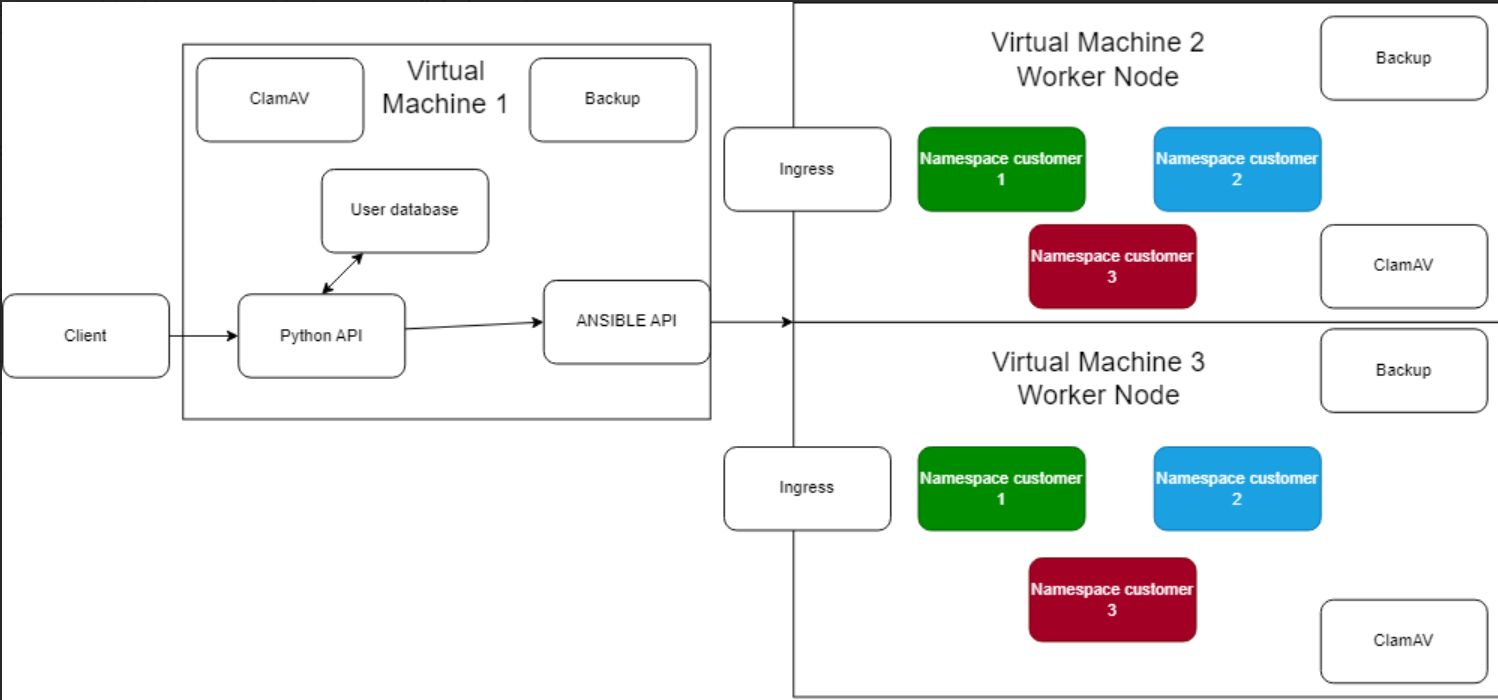 Virtual Machine 2
Worker Node
Backup
ClamAV
Virtual
Machine 1
Backup
Ingress
Namespace customer
1
Namespace customer
2
User database
Namespace customer
3
ClamAV
Client
Python API
ANSIBLE API
Virtual Machine 3
Worker Node
Backup
Ingress
Namespace customer
1
Namespace customer
2
Namespace customer
3
ClamAV